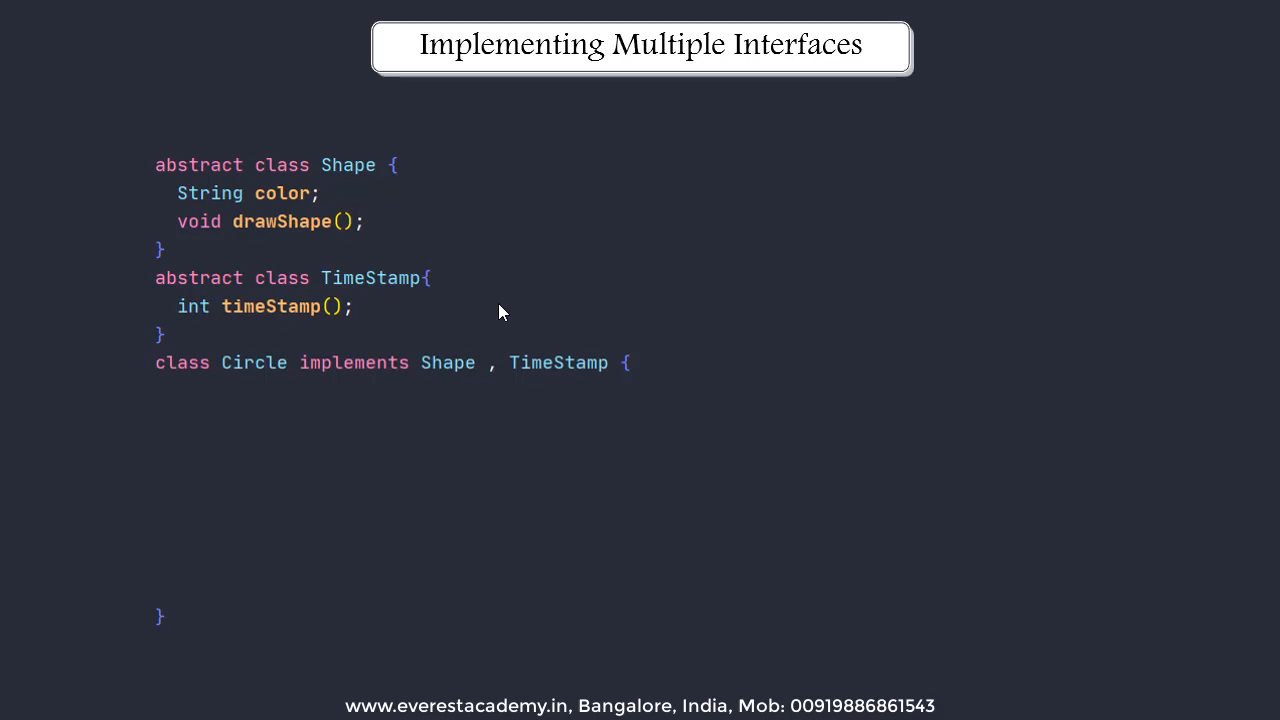 Implementing Multiple Interfaces
abstract class Shape {
String color;
void drawShape();
}
abstract class TimeStamp{
int timeStamp();
}
class Circle implements Shape , TimeStamp {
}
www.everestacademy.in, Bangalore, India, Mob: 00919886861543